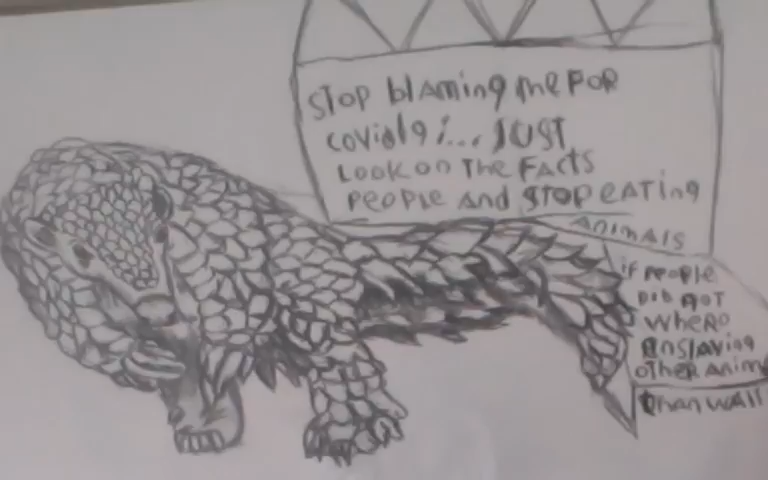 STOP blAming me FOR
covid19 i... JUST
LOOK on THE FActs
PEOPLE AND STOP EATing
AnimAls
if PEOPLE
DiD NOT
WHERE
EnslAving
OTHER Anim
THAn wAll